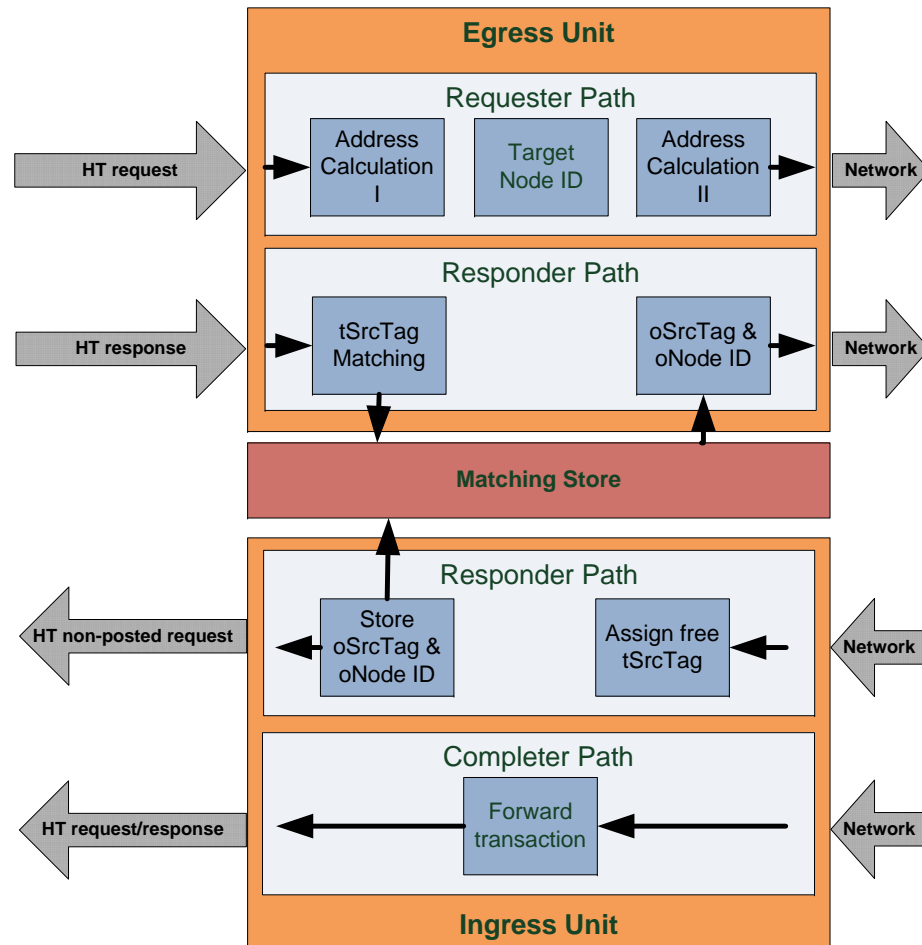 Egress Unit
Requester Path
HT request
Address
Calculation
I
Target
Node ID
Address
Calculation
II
Network
Responder Path
HT response
tSrcTag
Matching
oSrcTag &
oNode ID
Network
Matching Store
Responder Path
HT non-posted request
Store
oSrcTag &
oNode ID
Assign free
tSrcTag
Network
Completer Path
HT request/response
Forward
transaction
Network
Ingress Unit